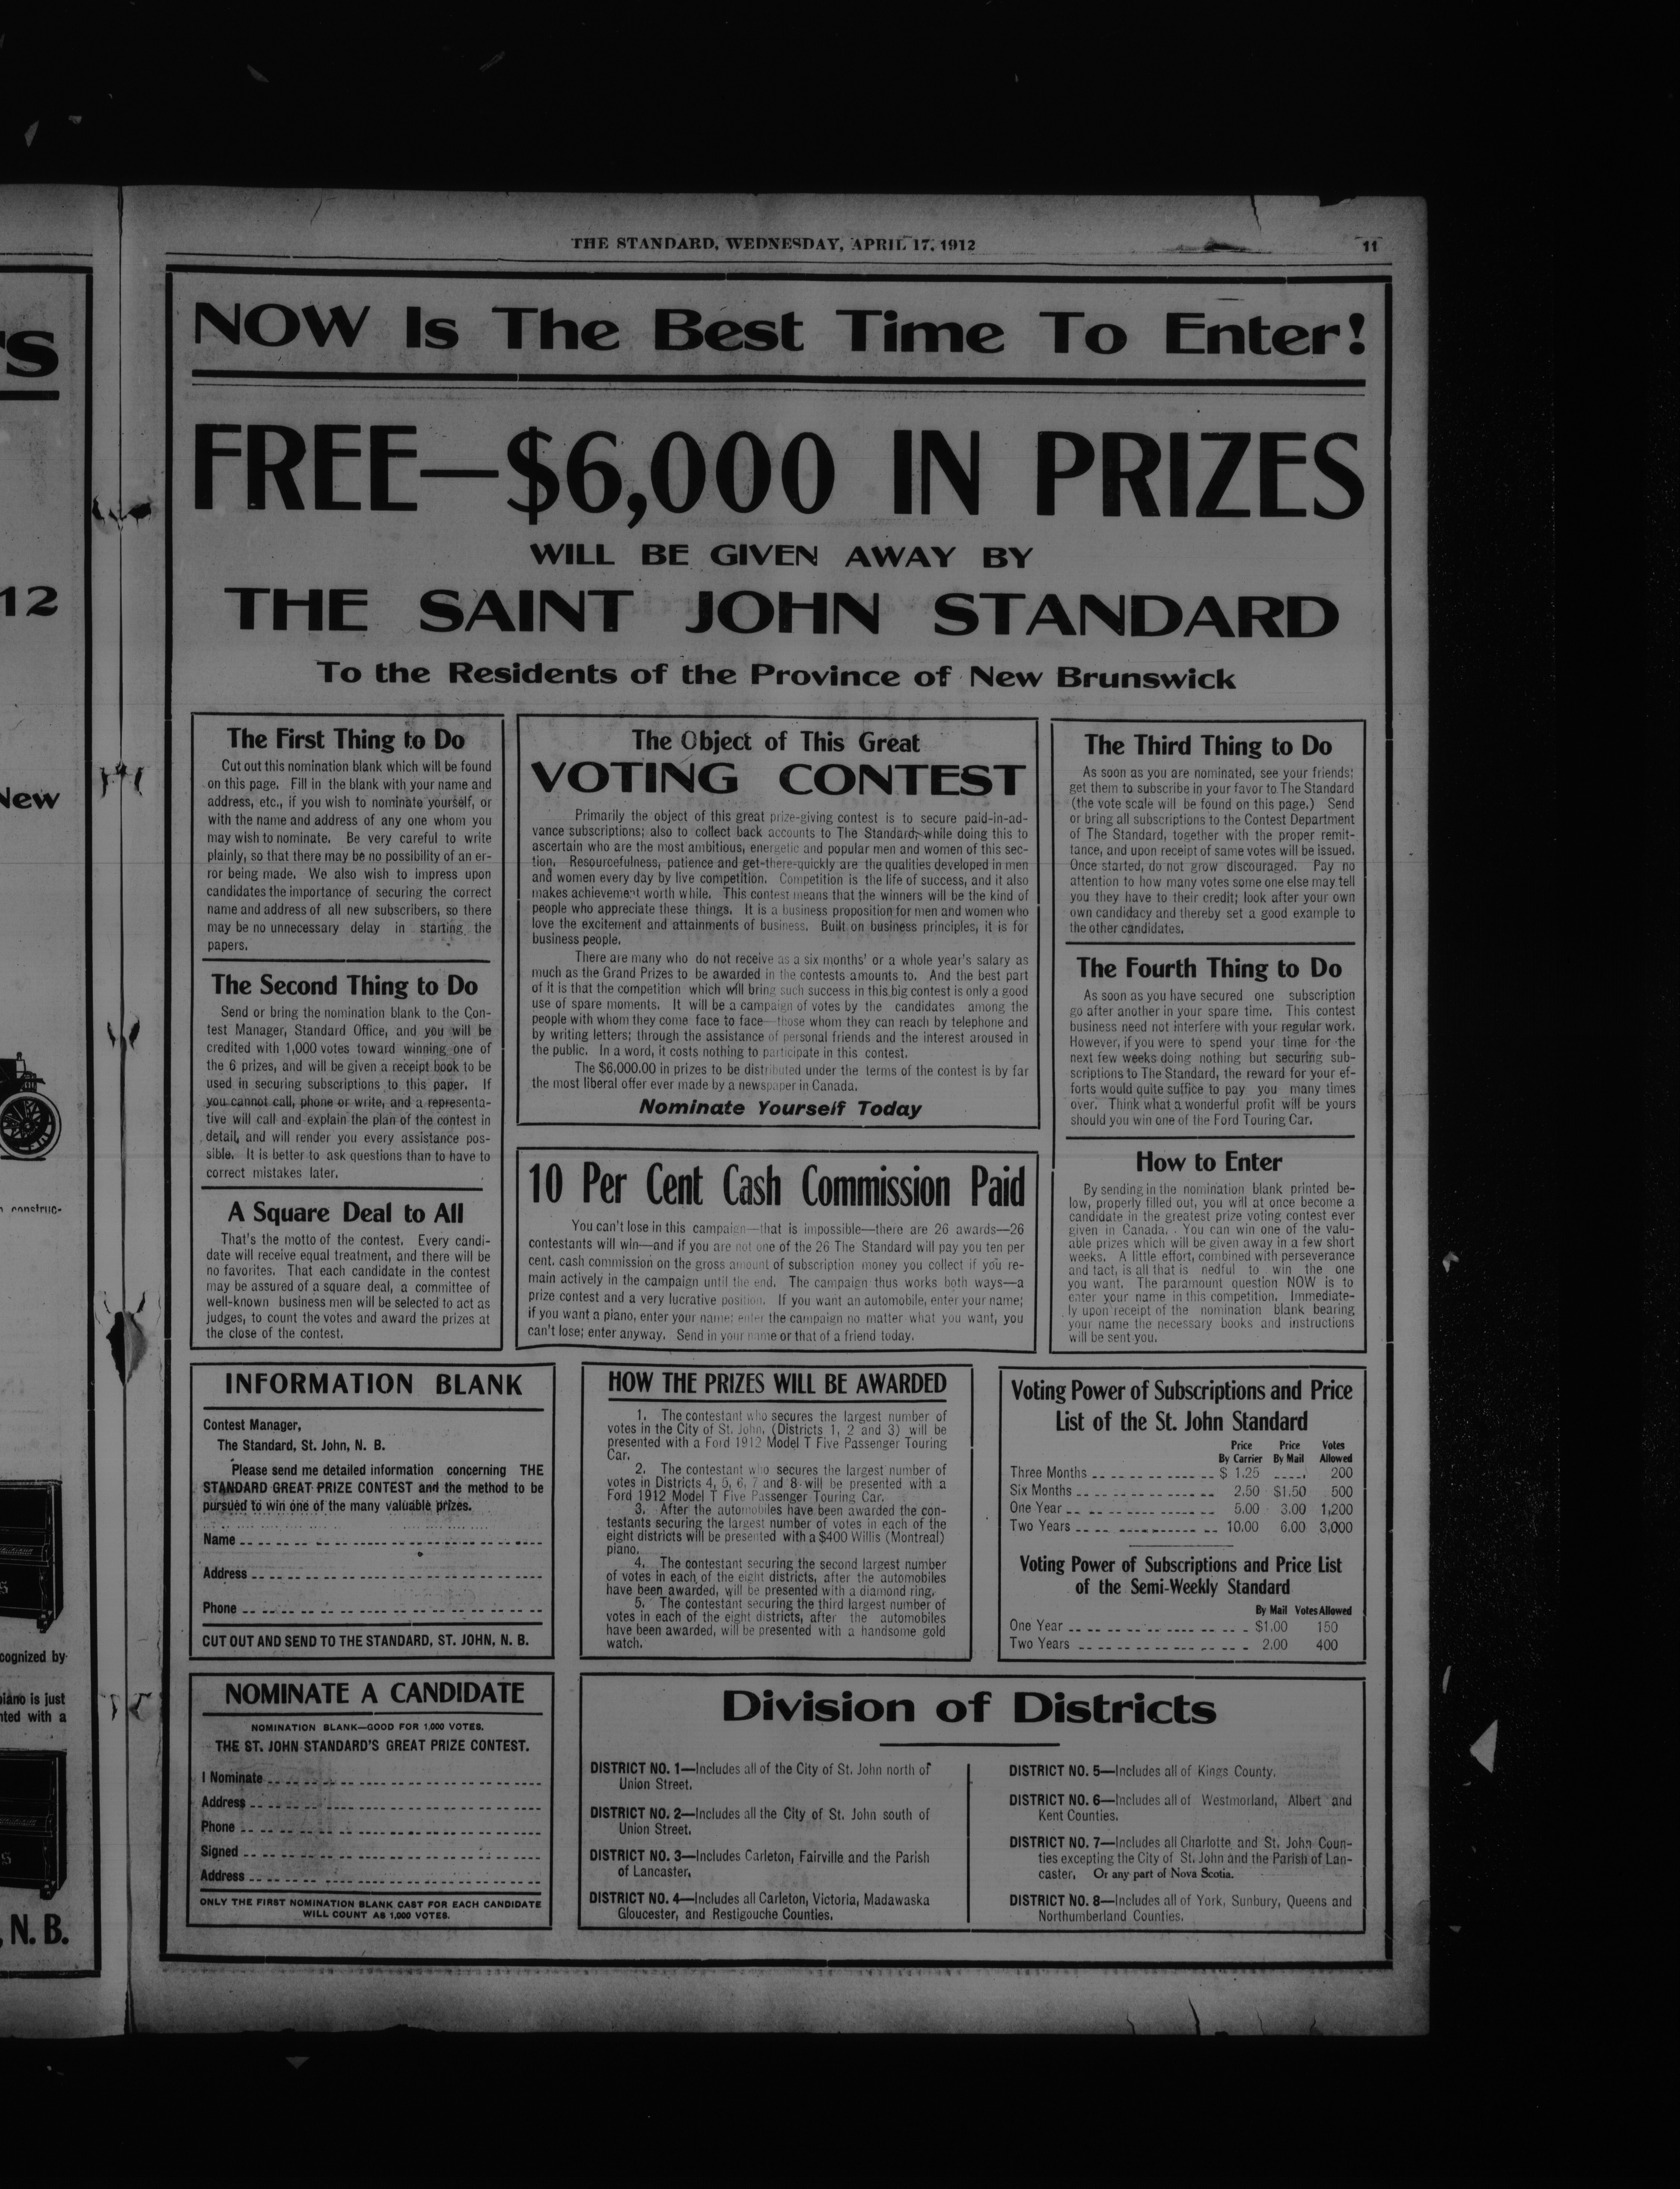 'S
12
New
construc-
cognized by
piano is just
nted with a
, N. B.
THE STANDARD, WEDNESDAY, APRIL 17, 1912
11
NOW Is The Best Time To Enter!
FREE—$6,000 IN PRIZES
WILL BE GIVEN AWAY BY
THE SAINT JOHN STANDARD
To the Residents of the Province of New Brunswick
The First Thing to Do
Cut out this nomination blank which will be found
on this page. Fill in the blank with your name and
address, etc., if you wish to nominate yourself, or
with the name and address of any one whom you
may wish to nominate. Be very careful to write
plainly, so that there may be no possibility of an er-
ror being made. We also wish to impress upon
candidates the importance of securing the correct
name and address of all new subscribers, so there
may be no unnecessary delay in starting the
papers.
The Second Thing to Do
Send or bring the nomination blank to the Con-
test Manager, Standard Office, and you will be
credited with 1,000 votes toward winning one of
the 6 prizes, and will be given a receipt book to be
used in securing subscriptions to this paper. If
you cannot call, phone or write, and a representa-
tive will call and explain the plan of the contest in
detail, and will render you every assistance pos-
sible. It is better to ask questions than to have to
correct mistakes later.
A Square Deal to All
That's the motto of the contest. Every candi-
date will receive equal treatment, and there will be
no favorites. That each candidate in the contest
may be assured of a square deal, a committee of
well-known business men will be selected to act as
judges, to count the votes and award the prizes at
the close of the contest.
The Object of This Great
VOTING CONTEST
Primarily the object of this great prize-giving contest is to secure paid-in-ad-
vance subscriptions; also to collect back accounts to The Standard, while doing this to
ascertain who are the most ambitious, energetic and popular men and women of this sec-
tion. Resourcefulness, patience and get-there-quickly are the qualities developed in men
and women every day by live competition. Competition is the life of success, and it also
makes achievement worth while. This contest means that the winners will be the kind of
people who appreciate these things. It is a business proposition for men and women who
love the excitement and attainments of business. Built on business principles, it is for
business people.
There are many who do not receive as a six months' or a whole year's salary as
much as the Grand Prizes to be awarded in the contests amounts to. And the best part
of it is that the competition which will bring such success in this big contest is only a good
use of spare moments. It will be a campaign of votes by the candidates among the
people with whom they come face to face—those whom they can reach by telephone and
by writing letters; through the assistance of personal friends and the interest aroused in
the public. In a word, it costs nothing to participate in this contest.
The $6,000.00 in prizes to be distributed under the terms of the contest is by far
the most liberal offer ever made by a newspaper in Canada.
Nominate Yourself Today
10 Per Cent Cash Commission Paid
You can't lose in this campaign—that is impossible—there are 26 awards—26
contestants will win—and if you are not one of the 26 The Standard will pay you ten per
cent. cash commission on the gross amount of subscription money you collect if you re-
main actively in the campaign until the end. The campaign thus works both ways—a
prize contest and a very lucrative position. If you want an automobile, enter your name;
if you want a piano, enter your name; enter the campaign no matter what you want, you
can't lose; enter anyway. Send in your name or that of a friend today.
The Third Thing to Do
As soon as you are nominated, see your friends;
get them to subscribe in your favor to The Standard
(the vote scale will be found on this page.) Send
or bring all subscriptions to the Contest Department
of The Standard, together with the proper remit-
tance, and upon receipt of same votes will be issued.
Once started, do not grow discouraged. Pay no
attention to how many votes some one else may tell
you they have to their credit; look after your own
own candidacy and thereby set a good example to
the other candidates.
The Fourth Thing to Do
As soon as you have secured one subscription
go after another in your spare time. This contest
business need not interfere with your regular work.
However, if you were to spend your time for the
next few weeks doing nothing but securing sub-
scriptions to The Standard, the reward for your ef-
forts would quite suffice to pay you many times
over. Think what a wonderful profit will be yours
should you win one of the Ford Touring Car.
How to Enter
By sending in the nomination blank printed be-
low, properly filled out, you will at once become a
candidate in the greatest prize voting contest ever
given in Canada. You can win one of the valu-
able prizes which will be given away in a few short
weeks. A little effort, combined with perseverance
and tact, is all that is nedful to win the one
you want. The paramount question NOW is to
enter your name in this competition. Immediate-
ly upon receipt of the nomination blank bearing
your name the necessary books and instructions
will be sent you.
INFORMATION BLANK
Contest Manager,
The Standard, St. John, N. B.
Please send me detailed information concerning THE
STANDARD GREAT PRIZE CONTEST and the method to be
pursued to win one of the many valuable prizes.
Name
Address
Phone
CUT OUT AND SEND TO THE STANDARD, ST. JOHN, N. B.
HOW THE PRIZES WILL BE AWARDED
1. The contestant who secures the largest number of
votes in the City of St. John, (Districts 1, 2 and 3) will be
presented with a Ford 1912 Model T Five Passenger Touring
Car.
2. The contestant who secures the largest number of
votes in Districts 4, 5, 6, 7 and 8 will be presented with a
Ford 1912 Model T Five Passenger Touring Car.
3. After the automobiles have been awarded the con-
testants securing the largest number of votes in each of the
eight districts will be presented with a $400 Willis (Montreal)
piano.
4. The contestant securing the second largest number
of votes in each of the eight districts, after the automobiles
have been awarded, will be presented with a diamond ring.
5. The contestant securing the third largest number of
votes in each of the eight districts, after the automobiles
have been awarded, will be presented with a handsome gold
watch.
Voting Power of Subscriptions and Price
List of the St. John Standard
Price Price Votes
By Carrier By Mail Allowed
Three Months $ 1.25 200
Six Months 2.50 $1.50 500
One Year 5.00 3.00 1,200
Two Years 10.00 6.00 3,000
Voting Power of Subscriptions and Price List
of the Semi-Weekly Standard
By Mail Votes Allowed
One Year $1.00 150
Two Years 2.00 400
NOMINATE A CANDIDATE
NOMINATION BLANK—GOOD FOR 1,000 VOTES.
THE ST. JOHN STANDARD'S GREAT PRIZE CONTEST.
I Nominate
Address
Phone
Signed
Address
ONLY THE FIRST NOMINATION BLANK CAST FOR EACH CANDIDATE
WILL COUNT AS 1,000 VOTES.
Division of Districts
DISTRICT NO. 1—Includes all of the City of St. John north of
Union Street.
DISTRICT NO. 2—Includes all the City of St. John south of
Union Street.
DISTRICT NO. 3—Includes Carleton, Fairville and the Parish
of Lancaster.
DISTRICT NO. 4—Includes all Carleton, Victoria, Madawaska
Gloucester, and Restigouche Counties.
DISTRICT NO. 5—Includes all of Kings County.
DISTRICT NO. 6—Includes all of Westmorland, Albert and
Kent Counties.
DISTRICT NO. 7—Includes all Charlotte and St. John Coun-
ties excepting the City of St. John and the Parish of Lan-
caster. Or any part of Nova Scotia.
DISTRICT NO. 8—Includes all of York, Sunbury, Queens and
Northumberland Counties.